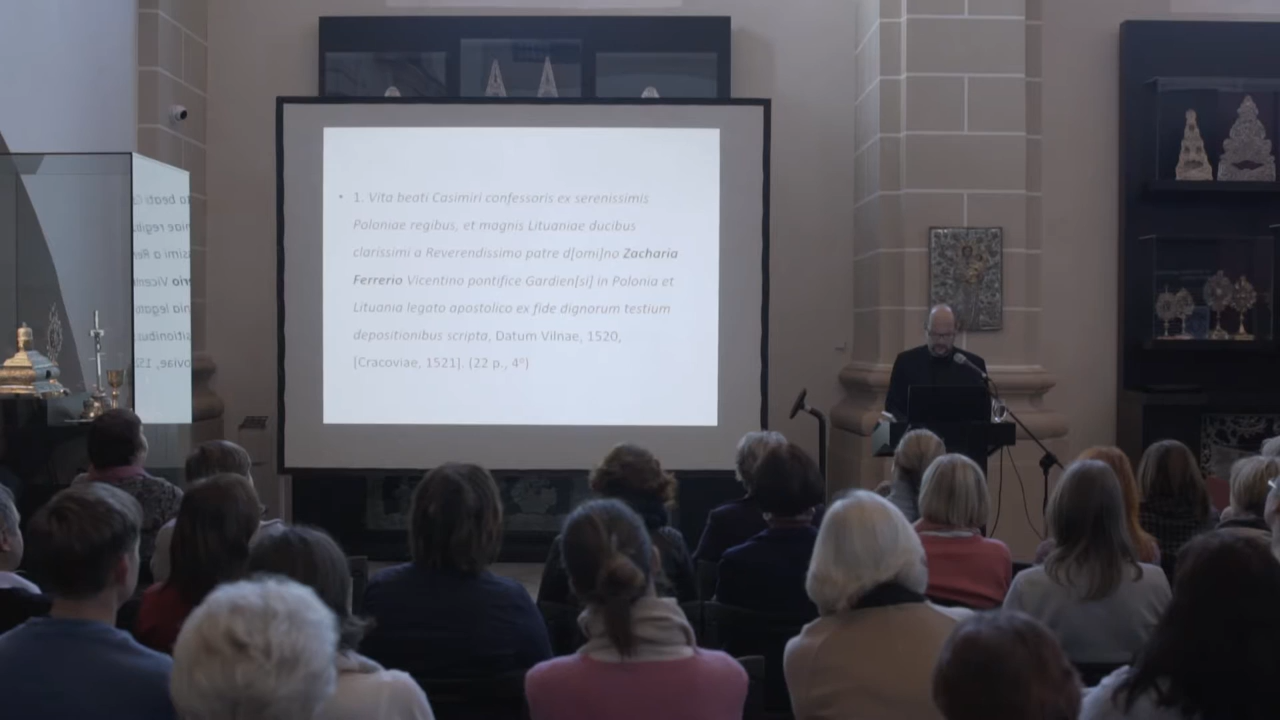 • 1. Vita beati Casimiri confessoris ex serenissimis
Poloniae regibus, et magnis Lituaniae ducibus
clarissimi a Reverendissimo patre d[omi]no Zacharia
Ferrerio Vicentino pontifice Gardien[si] in Polonia et
Lituania legato apostolico ex fide dignorum testium
depositionibus scripta, Datum Vilnae, 1520,
[Cracoviae, 1521]. (22 p., 4º)